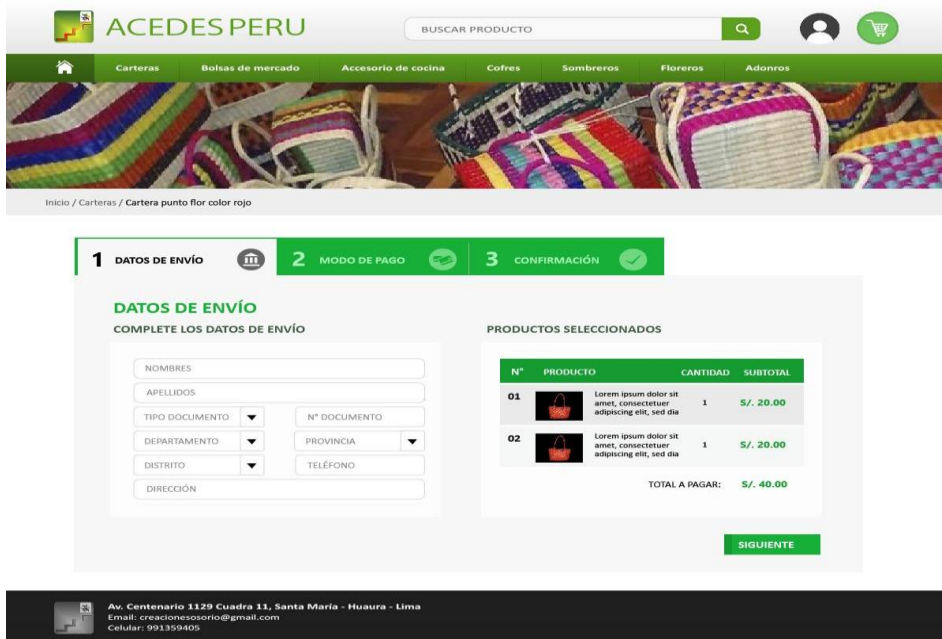 ACEDES PERU
BUSCAR PRODUCTO
Carteras Bolsas de mercado Accesorio de cocina Cofres Sombreros Floreros Adonros
Inicio / Carteras / Cartera punto flor color rojo
1 DATOS DE ENVÍO 2 MODO DE PAGO 3 CONFIRMACIÓN
DATOS DE ENVÍO
COMPLETE LOS DATOS DE ENVÍO
NOMBRES
APELLIDOS
TIPO DOCUMENTO N° DOCUMENTO
DEPARTAMENTO PROVINCIA
DISTRITO TELÉFONO
DIRECCIÓN
PRODUCTOS SELECCIONADOS
N° PRODUCTO CANTIDAD SUBTOTAL
01 Lorem ipsum dolor sit
amet, consectetuer 1 S/. 20.00
adipiscing elit, sed dia
02 Lorem ipsum dolor sit
amet, consectetuer 1 S/. 20.00
adipiscing elit, sed dia
TOTAL A PAGAR: S/. 40.00
SIGUIENTE
Av. Centenario 1129 Cuadra 11, Santa María - Huaura - Lima
Email: creacionesosorio@gmail.com
Celular: 991359405